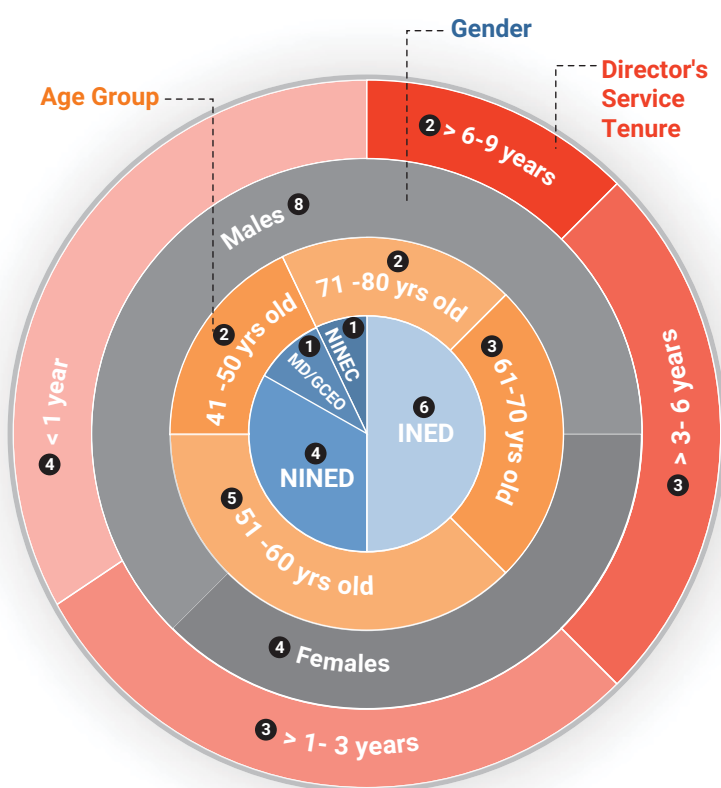 Gender
Director's
Service
Tenure
Age Group
2 > 6-9 years
Males 8
2
71 -80 yrs old
2
41 -50 yrs old
3 61-70 yrs old
1
NINEC
1
MD/GCEO
6
INED
4
NINED
5 51 -60 yrs old
4 < 1 year
3 > 3- 6 years
4 Females
3 > 1- 3 years